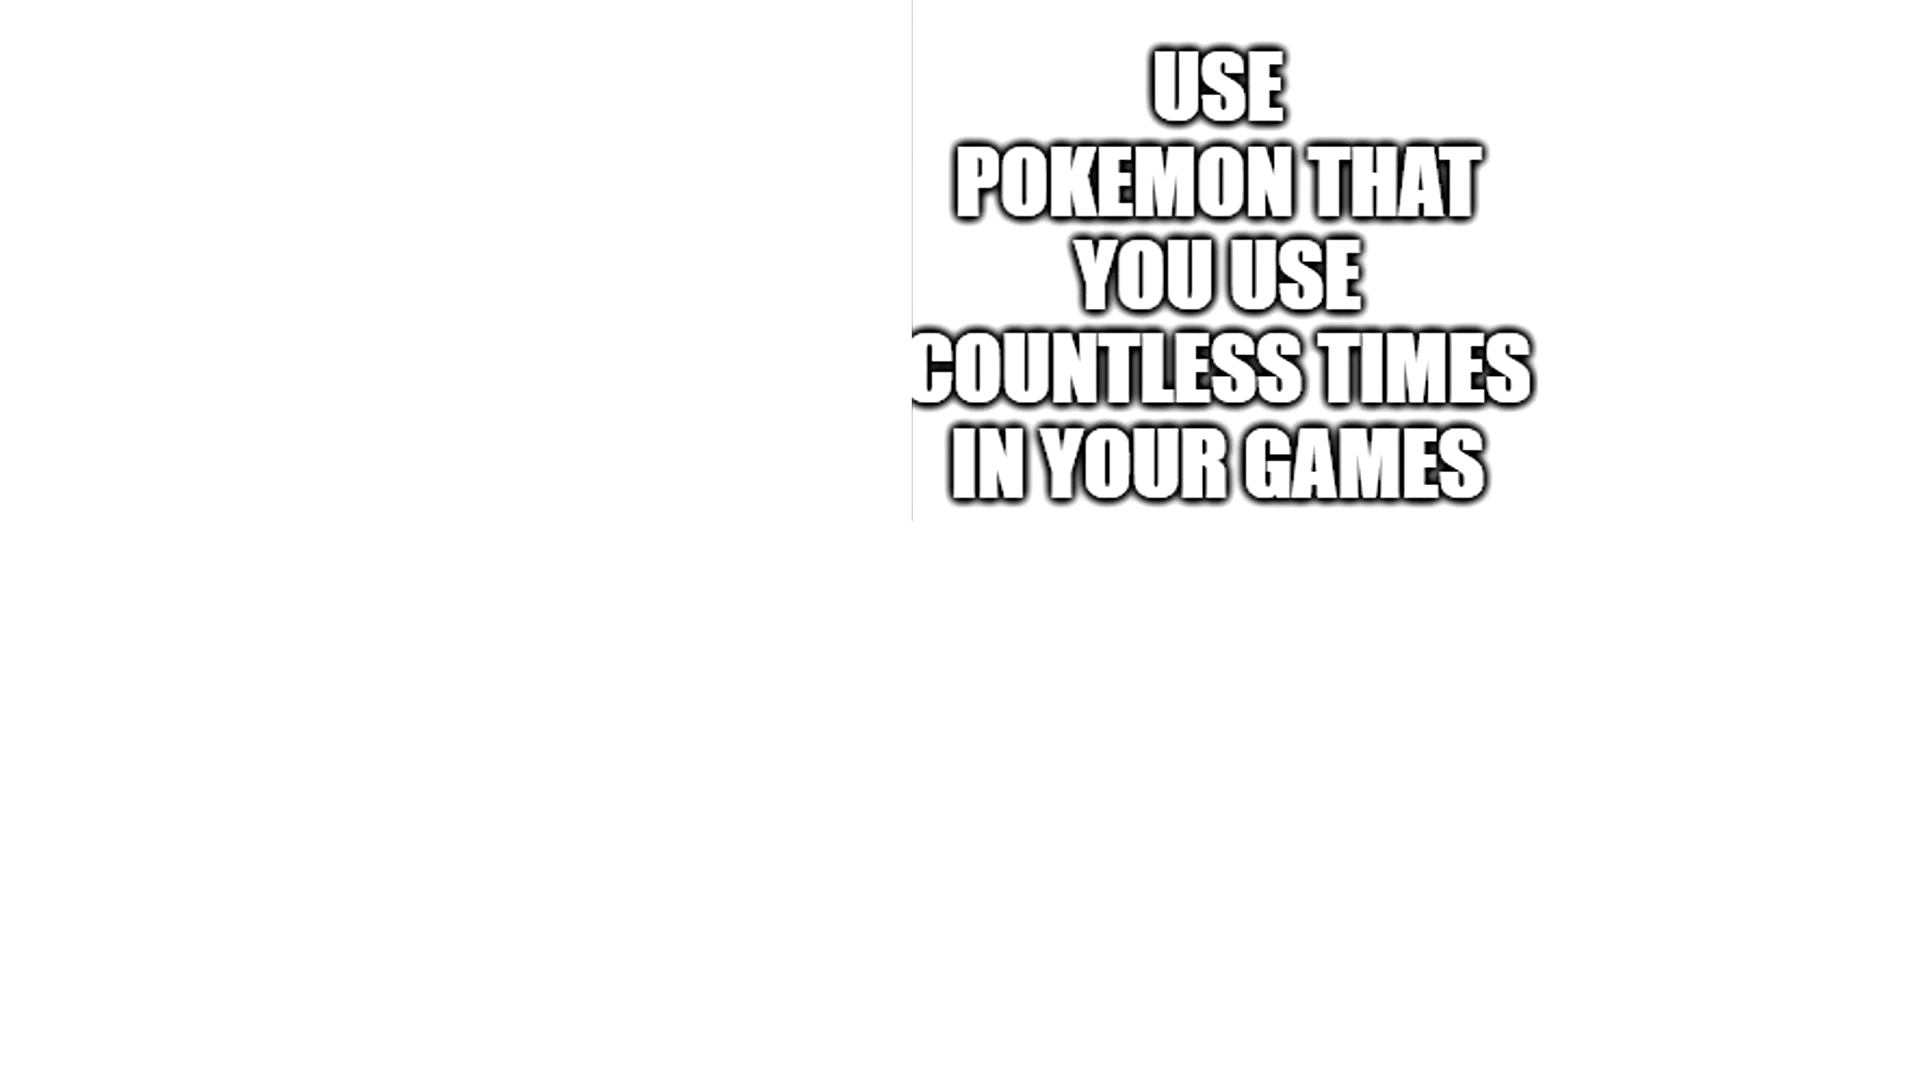 USE
POKEMON THAT
YOU USE
COUNTLESS TIMES
IN YOUR GAMES